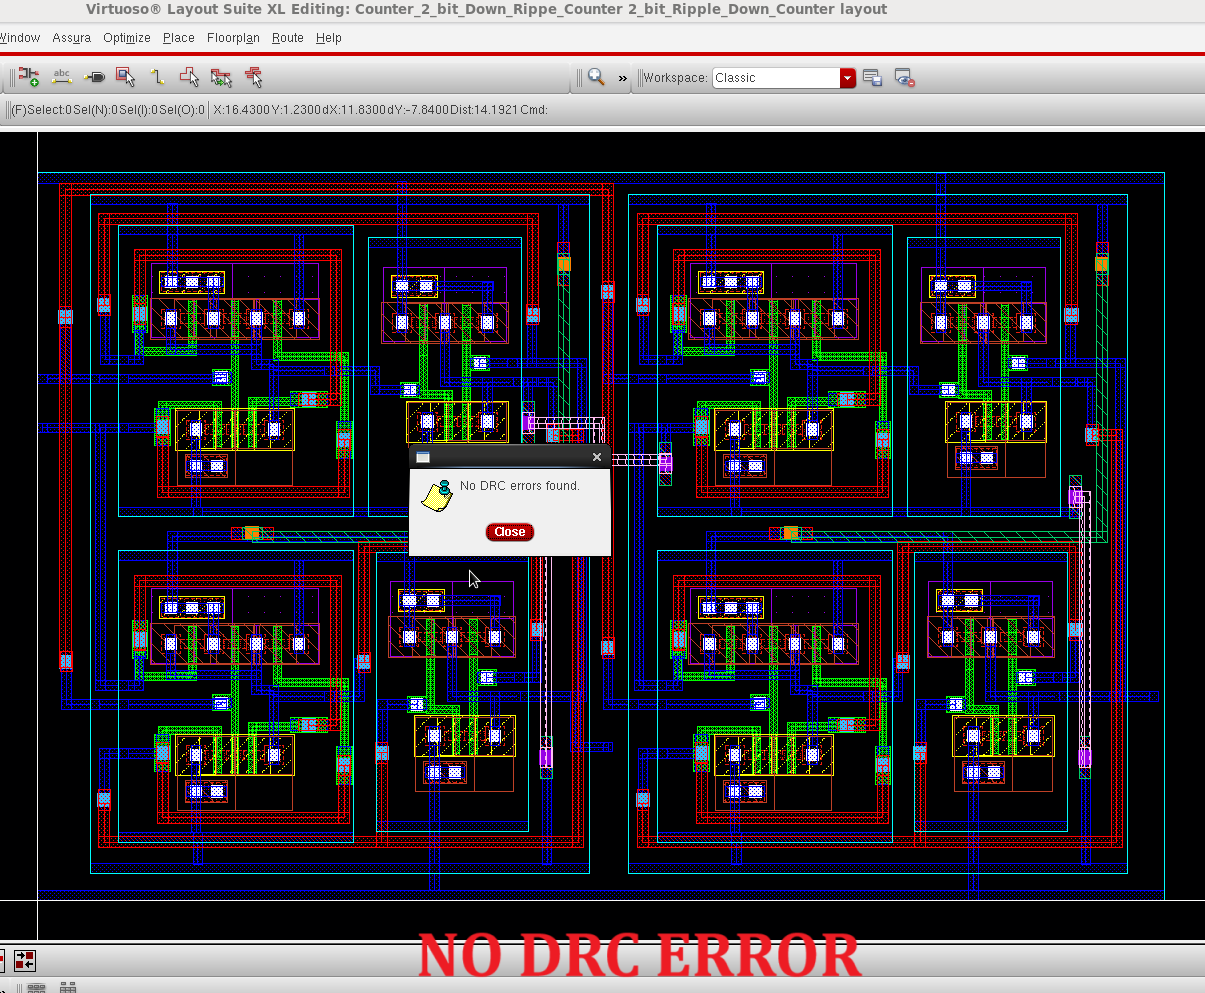 Virtuoso® Layout Suite XL Editing: Counter_2_bit_Down_Rippe_Counter 2_bit_Ripple_Down_Counter layout
Window Assura Optimize Place Floorplan Route Help
abc » Workspace: Classic
(F)Select:0Sel(N):0Sel(I):0Sel(O):0 X:16.4300Y:1.2300dX:11.8300dY:-7.8400Dist:14.1921Cmd:
No DRC errors found.
Close
NO DRC ERROR
»